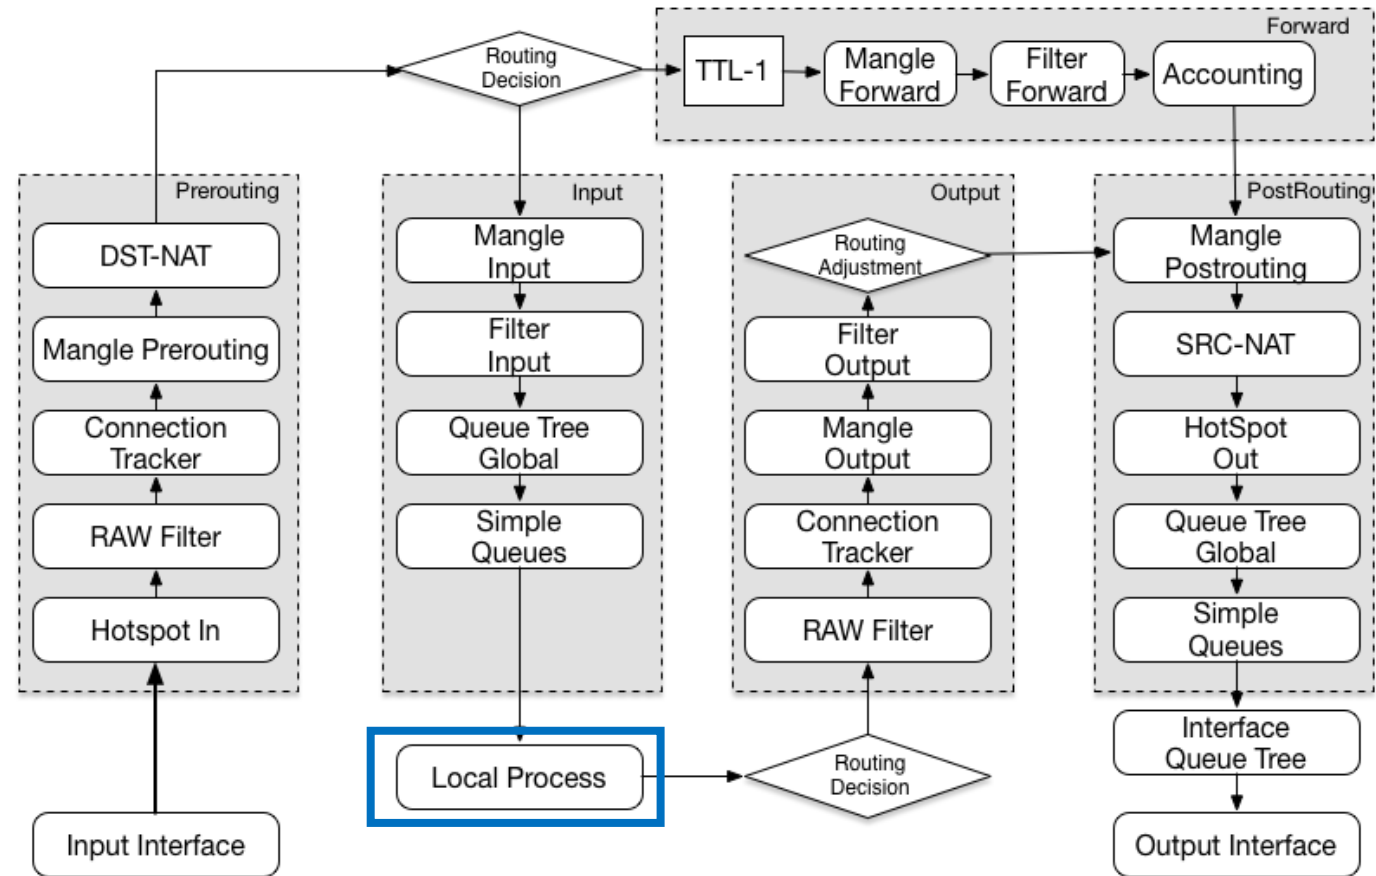 Forward
Routing
Decision
TTL-1
Mangle
Forward
Filter
Forward
Accounting
Prerouting
DST-NAT
Mangle Prerouting
Connection
Tracker
RAW Filter
Hotspot In
Input Interface
Input
Mangle
Input
Filter
Input
Queue Tree
Global
Simple
Queues
Local Process
Output
Routing
Adjustment
Filter
Output
Mangle
Output
Connection
Tracker
RAW Filter
Routing
Decision
PostRouting
Mangle
Postrouting
SRC-NAT
HotSpot
Out
Queue Tree
Global
Simple
Queues
Interface
Queue Tree
Output Interface